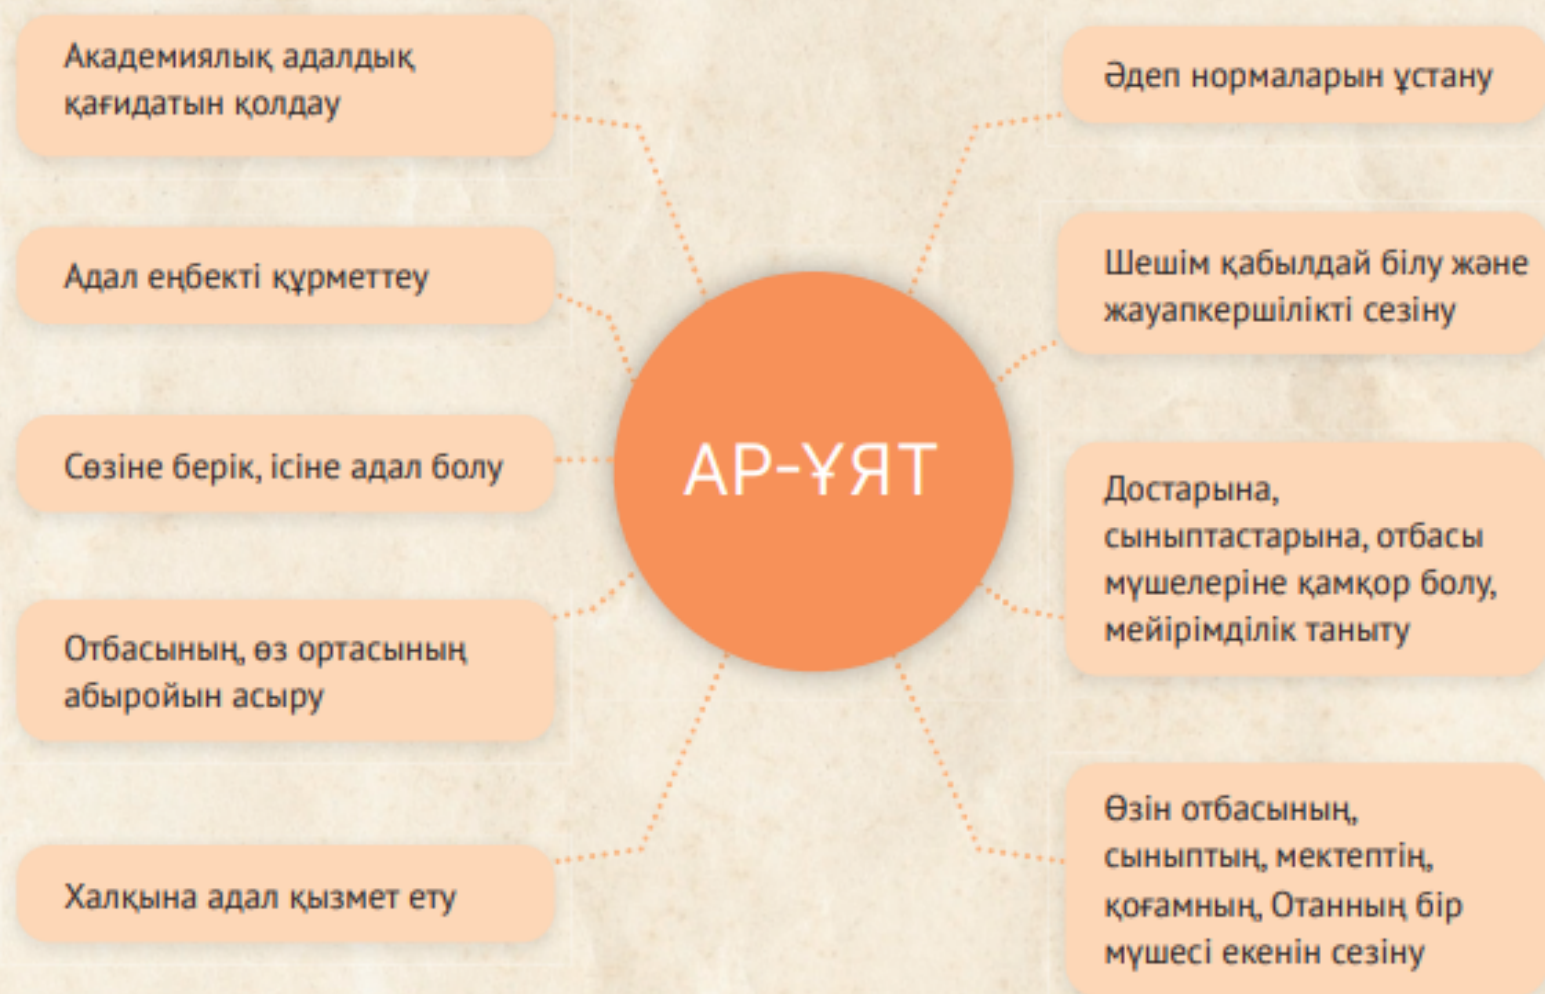 Академиялық адалдық
қағидатын қолдау
Адал еңбекті құрметтеу
Сөзіне берік, ісіне адал болу
Отбасының, өз ортасының
абыройын асыру
Халқына адал қызмет ету
АР-ҰЯТ
Әдеп нормаларын ұстану
Шешім қабылдай білу және
жауапкершілікті сезіну
Достарына,
сыныптастарына, отбасы
мүшелеріне қамқор болу,
мейірімділік таныту
Өзін отбасының,
сыныптың, мектептің,
қоғамның, Отанның бір
мүшесі екенін сезіну